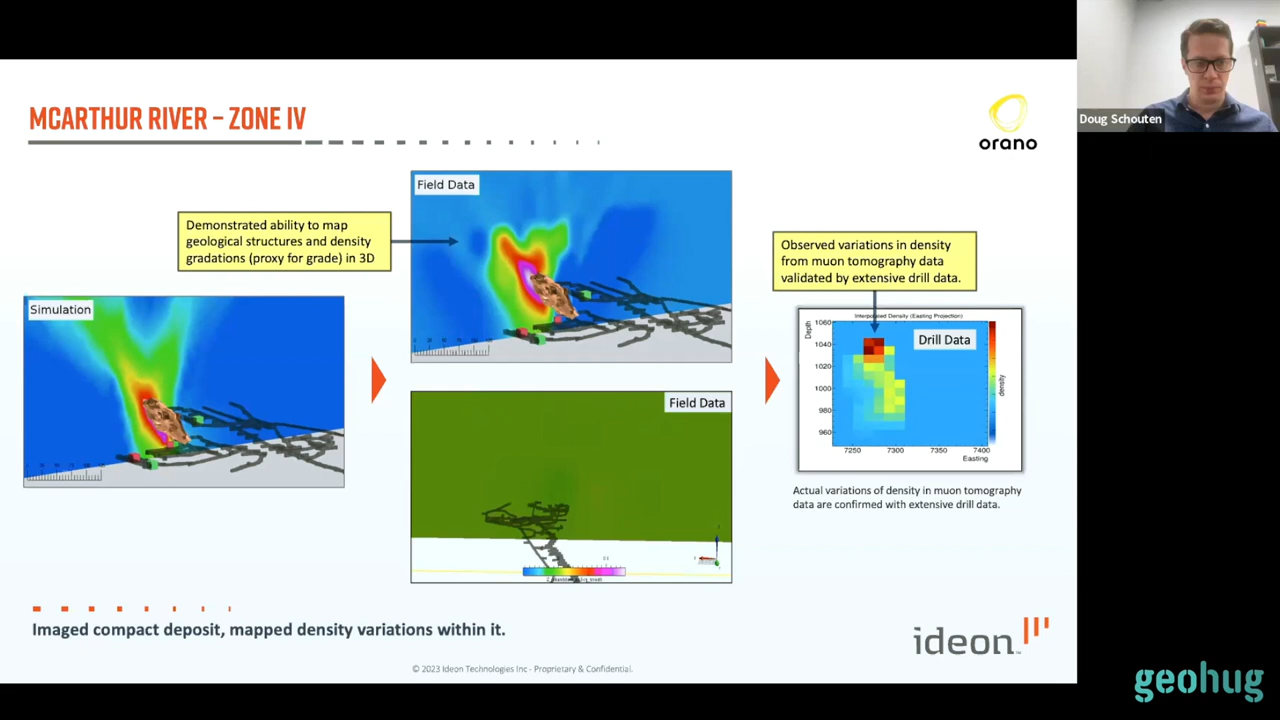 MCARTHUR RIVER – ZONE IV
orano
Doug Schouten
Field Data
Demonstrated ability to map
geological structures and density
gradations (proxy for grade) in 3D
Simulation
Observed variations in density
from muon tomography data
validated by extensive drill data.
Interpolated Density (Easting Projection)
Depth
1060
1040
1020
1000
980
960
7250
7300
7350
7400
Easting
density
Drill Data
Field Data
Actual variations of density in muon tomography
data are confirmed with extensive drill data.
Imaged compact deposit, mapped density variations within it.
ideon
© 2023 Ideon Technologies Inc - Proprietary & Confidential.
geohug